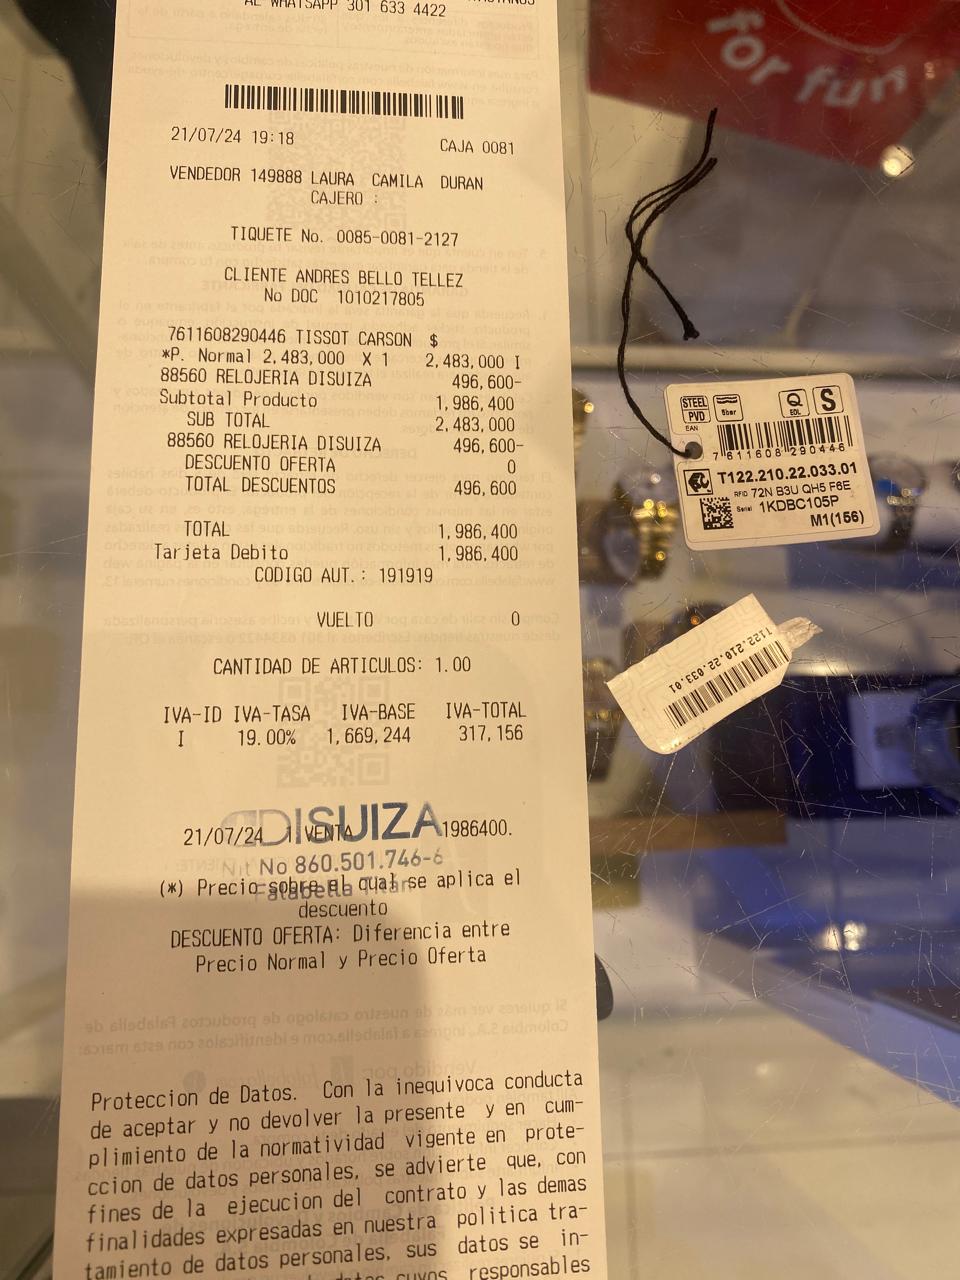 AL WHATSAPP 301 633 4422
21/07/24 19:18 CAJA 0081
VENDEDOR 149888 LAURA CAMILA DURAN
CAJERO :
TIQUETE No. 0085-0081-2127
CLIENTE ANDRES BELLO TELLEZ
No DOC 1010217805
7611608290446 TISSOT CARSON $
*P. Normal 2,483,000 X 1 2,483,000 I
88560 RELOJERIA DISUIZA 496,600-
Subtotal Producto 1,986,400
SUB TOTAL 2,483,000
88560 RELOJERIA DISUIZA 496,600-
DESCUENTO OFERTA 0
TOTAL DESCUENTOS 496,600
TOTAL 1,986,400
Tarjeta Debito 1,986,400
CODIGO AUT.: 191919
VUELTO 0
CANTIDAD DE ARTICULOS: 1.00
IVA-ID IVA-TASA IVA-BASE IVA-TOTAL
I 19.00% 1,669,244 317,156
DISUIZA
21/07/24 1 VENTA 1986400.
Nit No 860.501.746-6
(*) Precio sobre el cual se aplica el
Falabella Titan
descuento
DESCUENTO OFERTA: Diferencia entre
Precio Normal y Precio Oferta
Proteccion de Datos. Con la inequivoca conducta
de aceptar y no devolver la presente y en cum-
plimiento de la normatividad vigente en prote-
ccion de datos personales, se advierte que, con
fines de la ejecucion del contrato y las demas
finalidades expresadas en nuestra politica tra-
tamiento de datos personales, sus datos se in-
datos cuyos responsables
for fun
STEEL
PVD
5bar
Q
EOL
S
EAN
7 611608 290446
T122.210.22.033.01
RFID 72N B3U QH5 F6E
Serial 1KDBC105P
M1(156)
T122.210.22.033.01